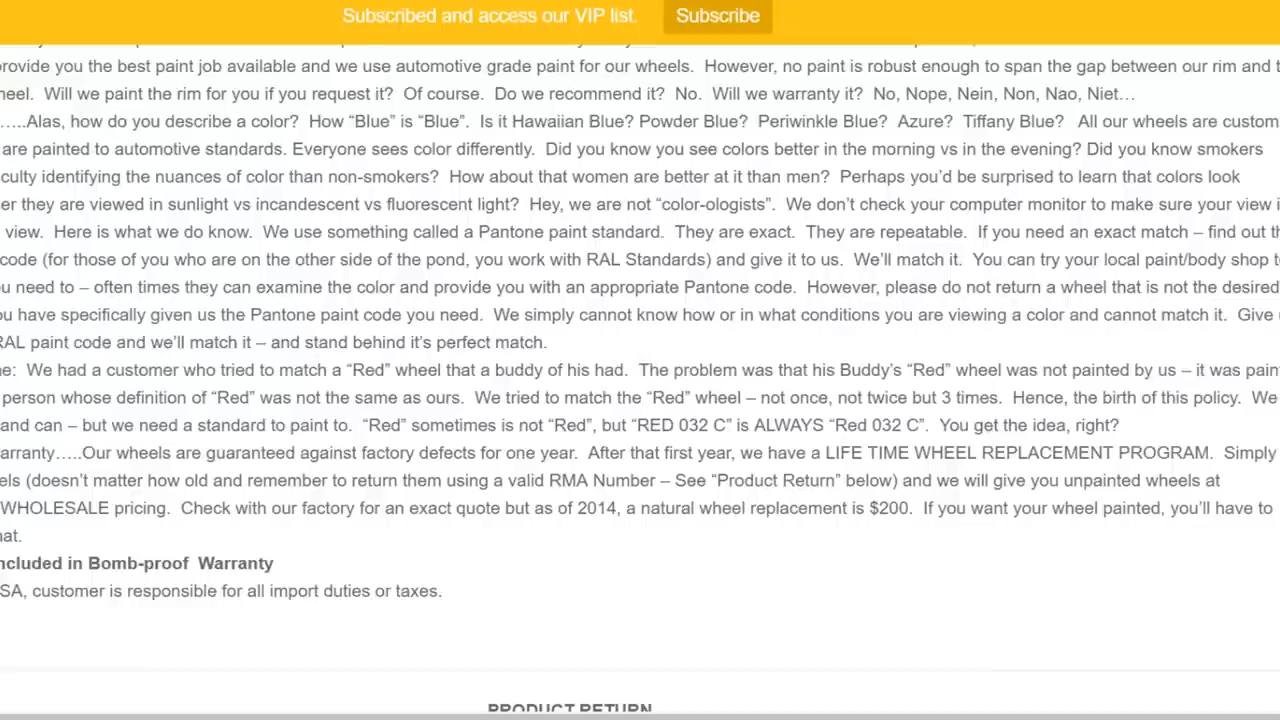 Subscribed and access our VIP list. Subscribe
provide you the best paint job available and we use automotive grade paint for our wheels. However, no paint is robust enough to span the gap between our rim and
Will we paint the rim for you if you request it? Of course. Do we recommend it? No. Will we warranty it? No, Nope, Nein, Non, Nao, Niet…
…..Alas, how do you describe a color? How “Blue” is “Blue”. Is it Hawaiian Blue? Powder Blue? Periwinkle Blue? Azure? Tiffany Blue? All our wheels are custom
are painted to automotive standards. Everyone sees color differently. Did you know you see colors better in the morning vs in the evening? Did you know smokers
identifying the nuances of color than non-smokers? How about that women are better at it than men? Perhaps you’d be surprised to learn that colors look
they are viewed in sunlight vs incandescent vs fluorescent light? Hey, we are not “color-ologists”. We don’t check your computer monitor to make sure your view
view. Here is what we do know. We use something called a Pantone paint standard. They are exact. They are repeatable. If you need an exact match – find out
code (for those of you who are on the other side of the pond, you work with RAL Standards) and give it to us. We’ll match it. You can try your local paint/body shop
need to – often times they can examine the color and provide you with an appropriate Pantone code. However, please do not return a wheel that is not the desired
have specifically given us the Pantone paint code you need. We simply cannot know how or in what conditions you are viewing a color and cannot match it. Give
RAL paint code and we’ll match it – and stand behind it’s perfect match.
We had a customer who tried to match a “Red” wheel that a buddy of his had. The problem was that his Buddy’s “Red” wheel was not painted by us – it was
person whose definition of “Red” was not the same as ours. We tried to match the “Red” wheel – not once, not twice but 3 times. Hence, the birth of this policy. We
and can – but we need a standard to paint to. “Red” sometimes is not “Red”, but “RED 032 C” is ALWAYS “Red 032 C”. You get the idea, right?
arranty…..Our wheels are guaranteed against factory defects for one year. After that first year, we have a LIFE TIME WHEEL REPLACEMENT PROGRAM. Simply
(doesn’t matter how old and remember to return them using a valid RMA Number – See “Product Return” below) and we will give you unpainted wheels at
WHOLESALE pricing. Check with our factory for an exact quote but as of 2014, a natural wheel replacement is $200. If you want your wheel painted, you’ll have to
ncluded in Bomb-proof Warranty
SA, customer is responsible for all import duties or taxes.
PRODUCT RETURN